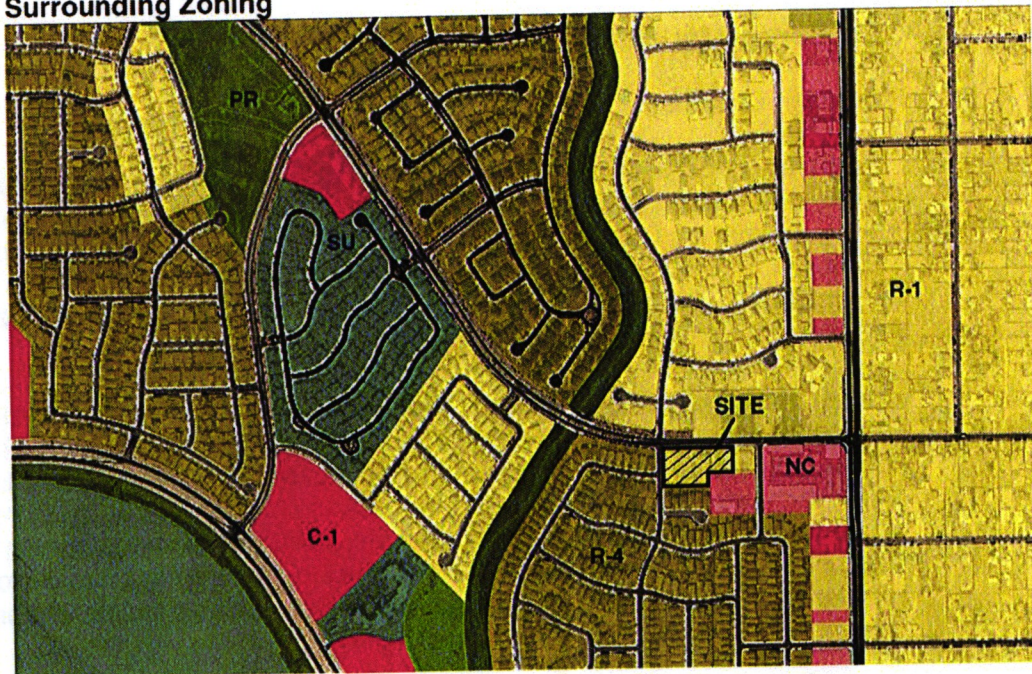 Surrounding Zoning
PR
SU
R-1
SITE
NC
C-1
R-4